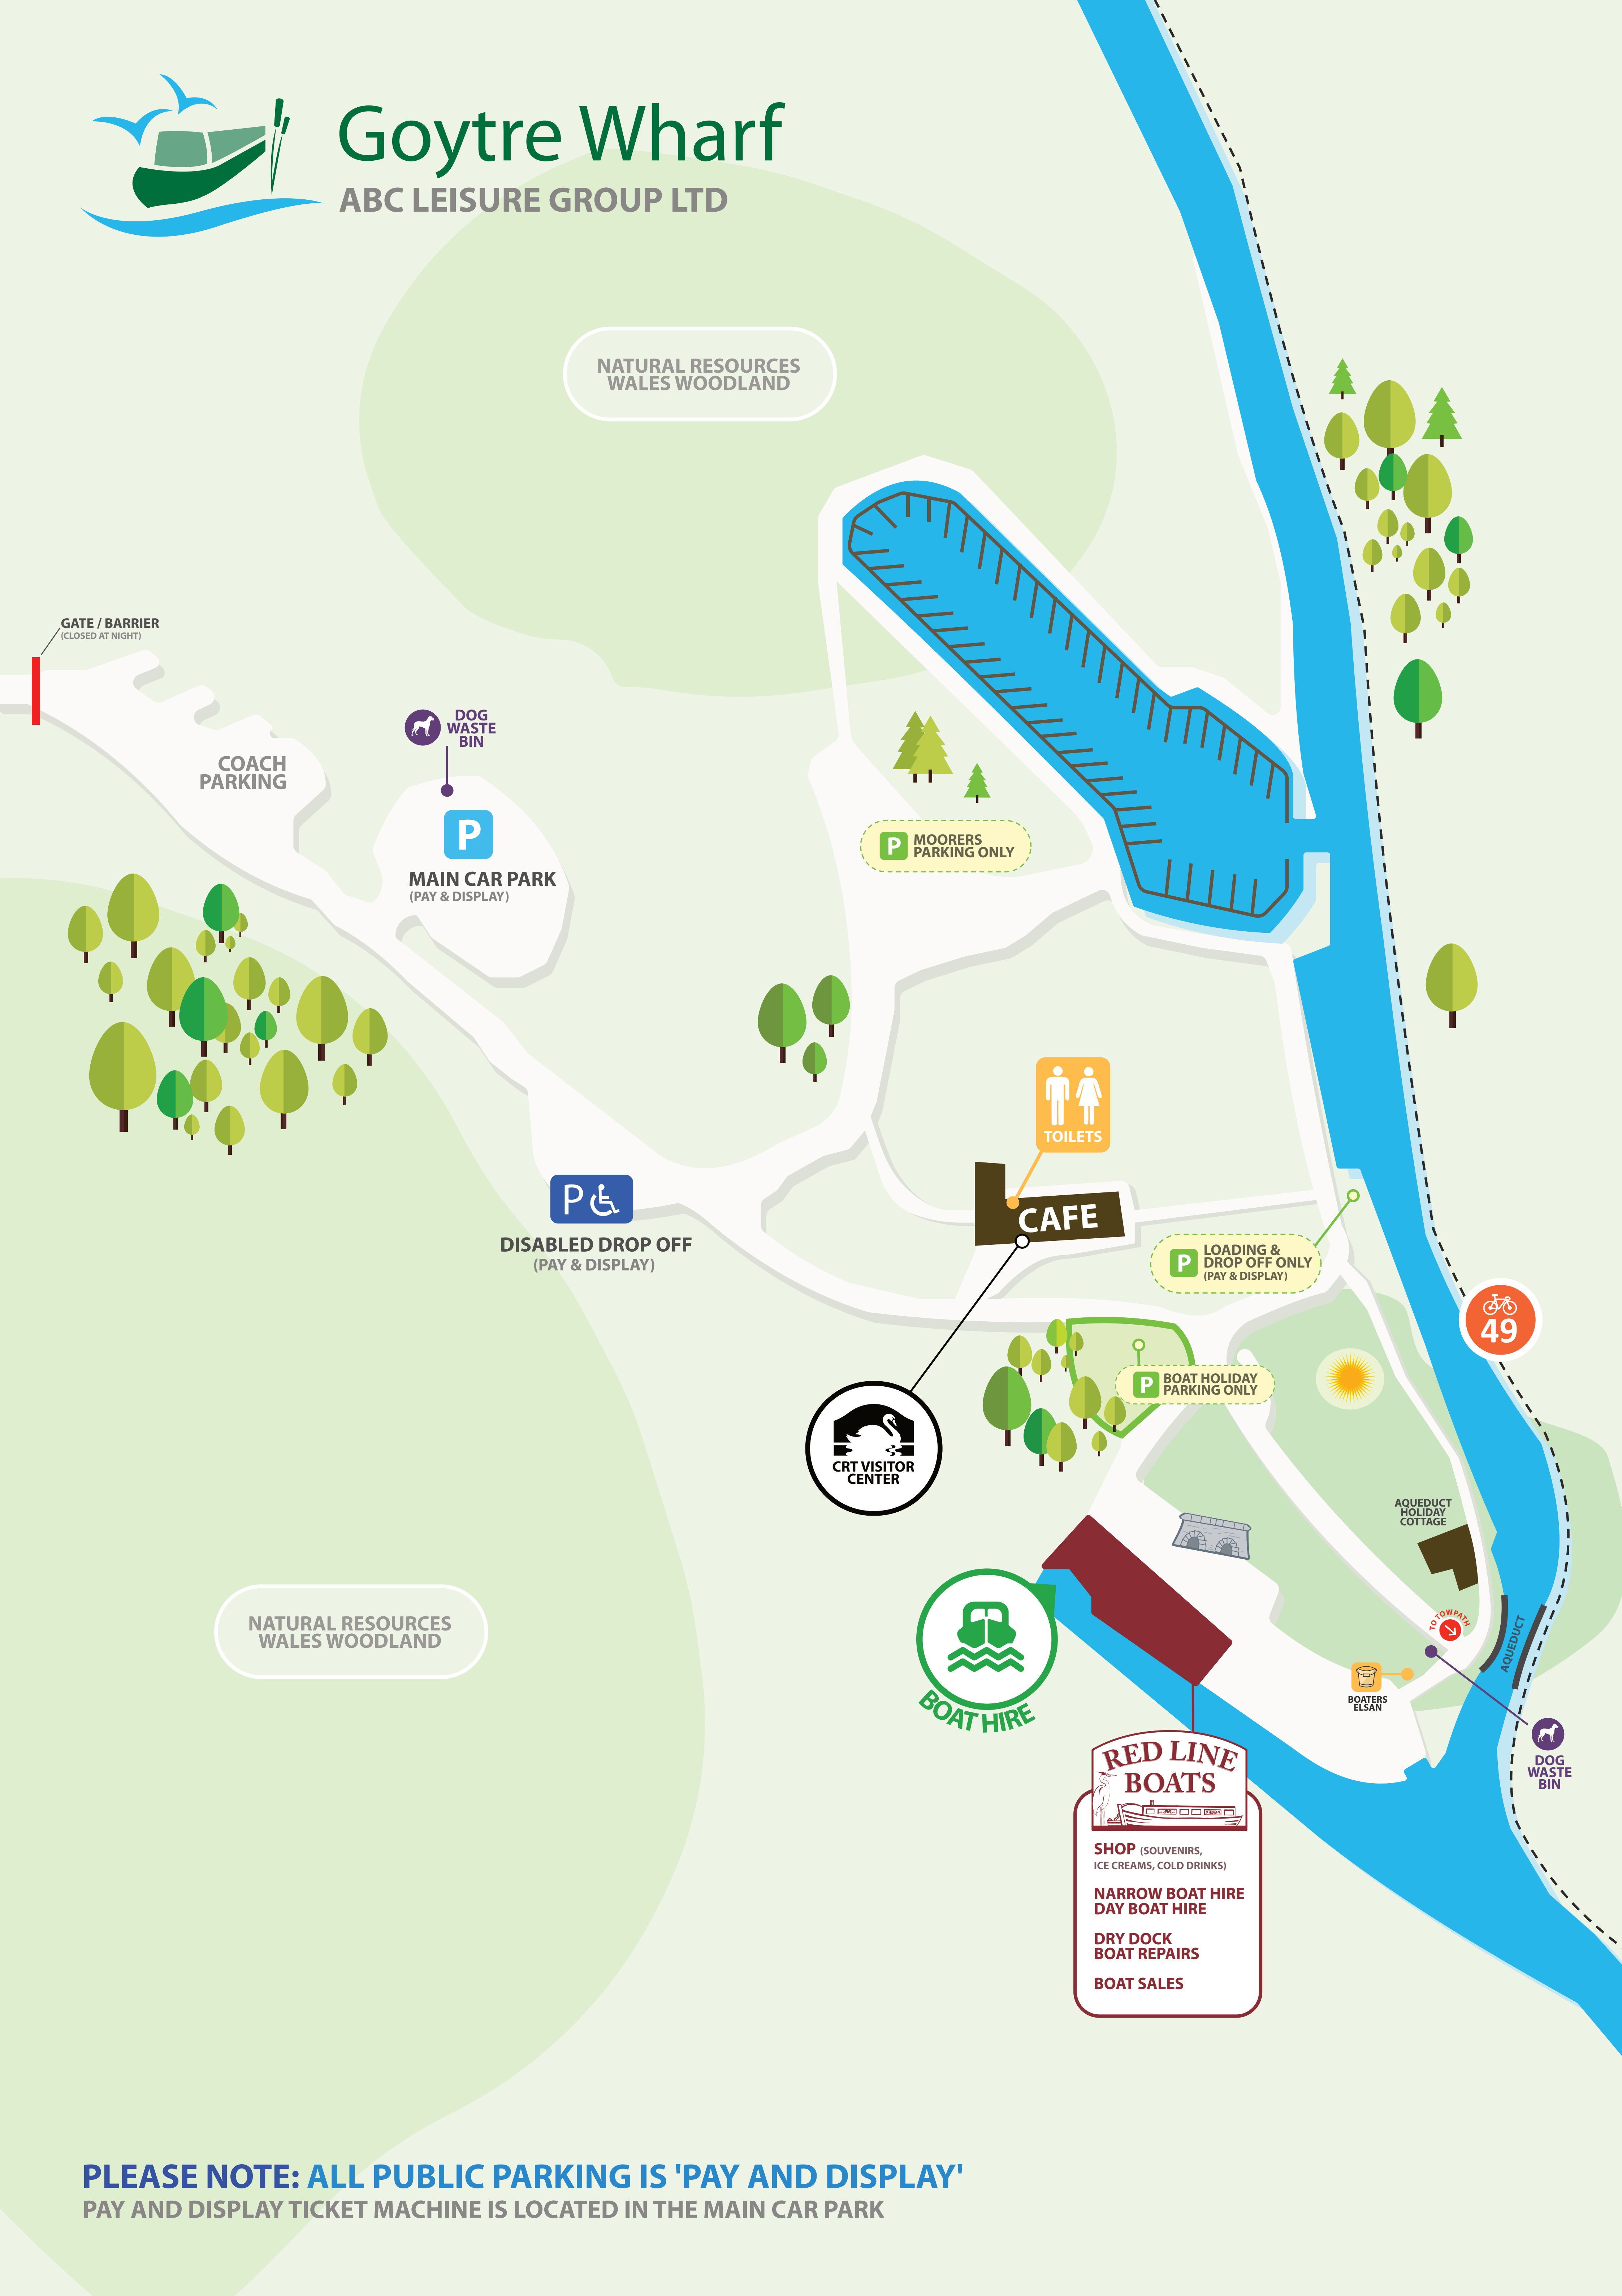 Goytre Wharf
ABC LEISURE GROUP LTD
NATURAL RESOURCES
WALES WOODLAND
GATE / BARRIER
(CLOSED AT NIGHT)
COACH
PARKING
DOG
WASTE
BIN
P
MAIN CAR PARK
(PAY & DISPLAY)
P
MOORERS
PARKING ONLY
TOILETS
CAFE
P
DISABLED DROP OFF
(PAY & DISPLAY)
P
LOADING &
DROP OFF ONLY
(PAY & DISPLAY)
49
P
BOAT HOLIDAY
PARKING ONLY
CRT VISITOR
CENTER
AQUEDUCT
HOLIDAY
COTTAGE
TO TOWPATH
AQUEDUCT
BOATERS
ELSAN
DOG
WASTE
BIN
BOAT HIRE
NATURAL RESOURCES
WALES WOODLAND
RED LINE
BOATS
SHOP (SOUVENIRS,
ICE CREAMS, COLD DRINKS)
NARROW BOAT HIRE
DAY BOAT HIRE
DRY DOCK
BOAT REPAIRS
BOAT SALES
PLEASE NOTE: ALL PUBLIC PARKING IS 'PAY AND DISPLAY'
PAY AND DISPLAY TICKET MACHINE IS LOCATED IN THE MAIN CAR PARK